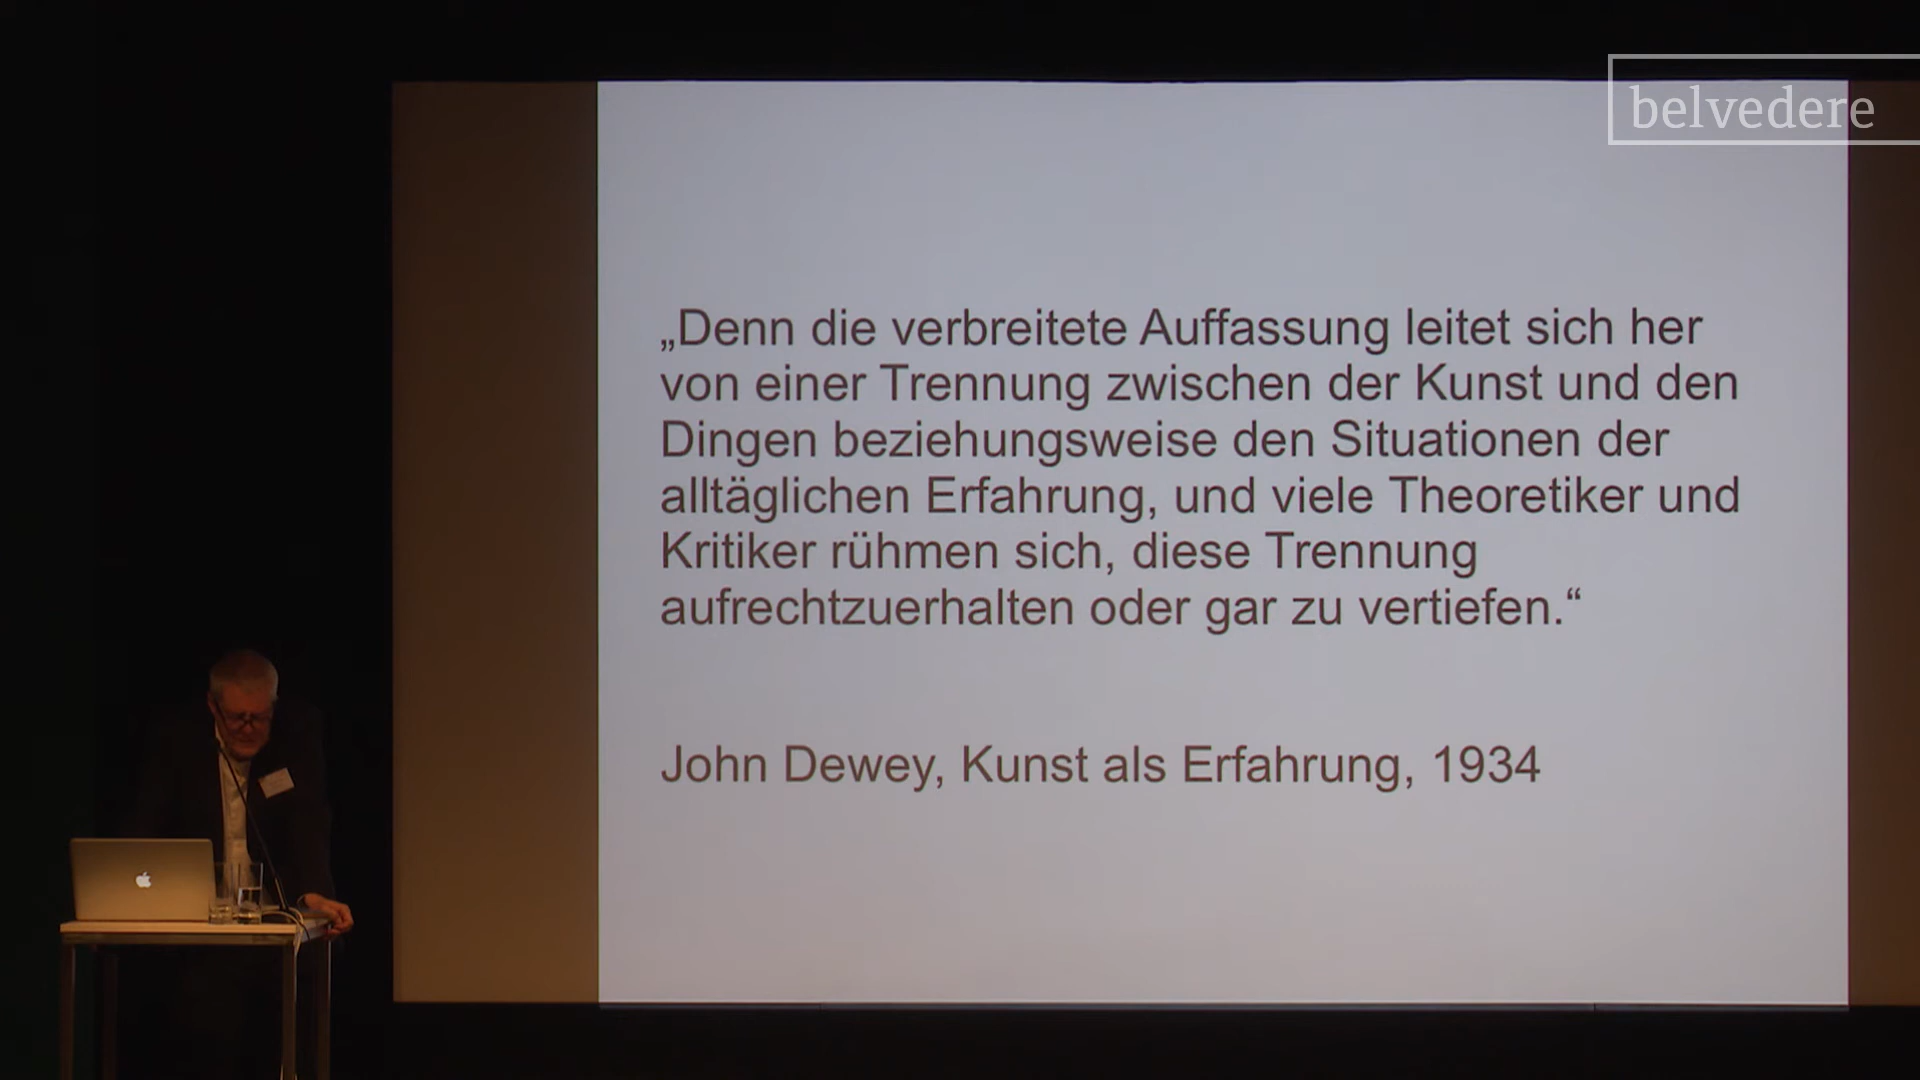 belvedere
„Denn die verbreitete Auffassung leitet sich her
von einer Trennung zwischen der Kunst und den
Dingen beziehungsweise den Situationen der
alltäglichen Erfahrung, und viele Theoretiker und
Kritiker rühmen sich, diese Trennung
aufrechtzuerhalten oder gar zu vertiefen.“
John Dewey, Kunst als Erfahrung, 1934